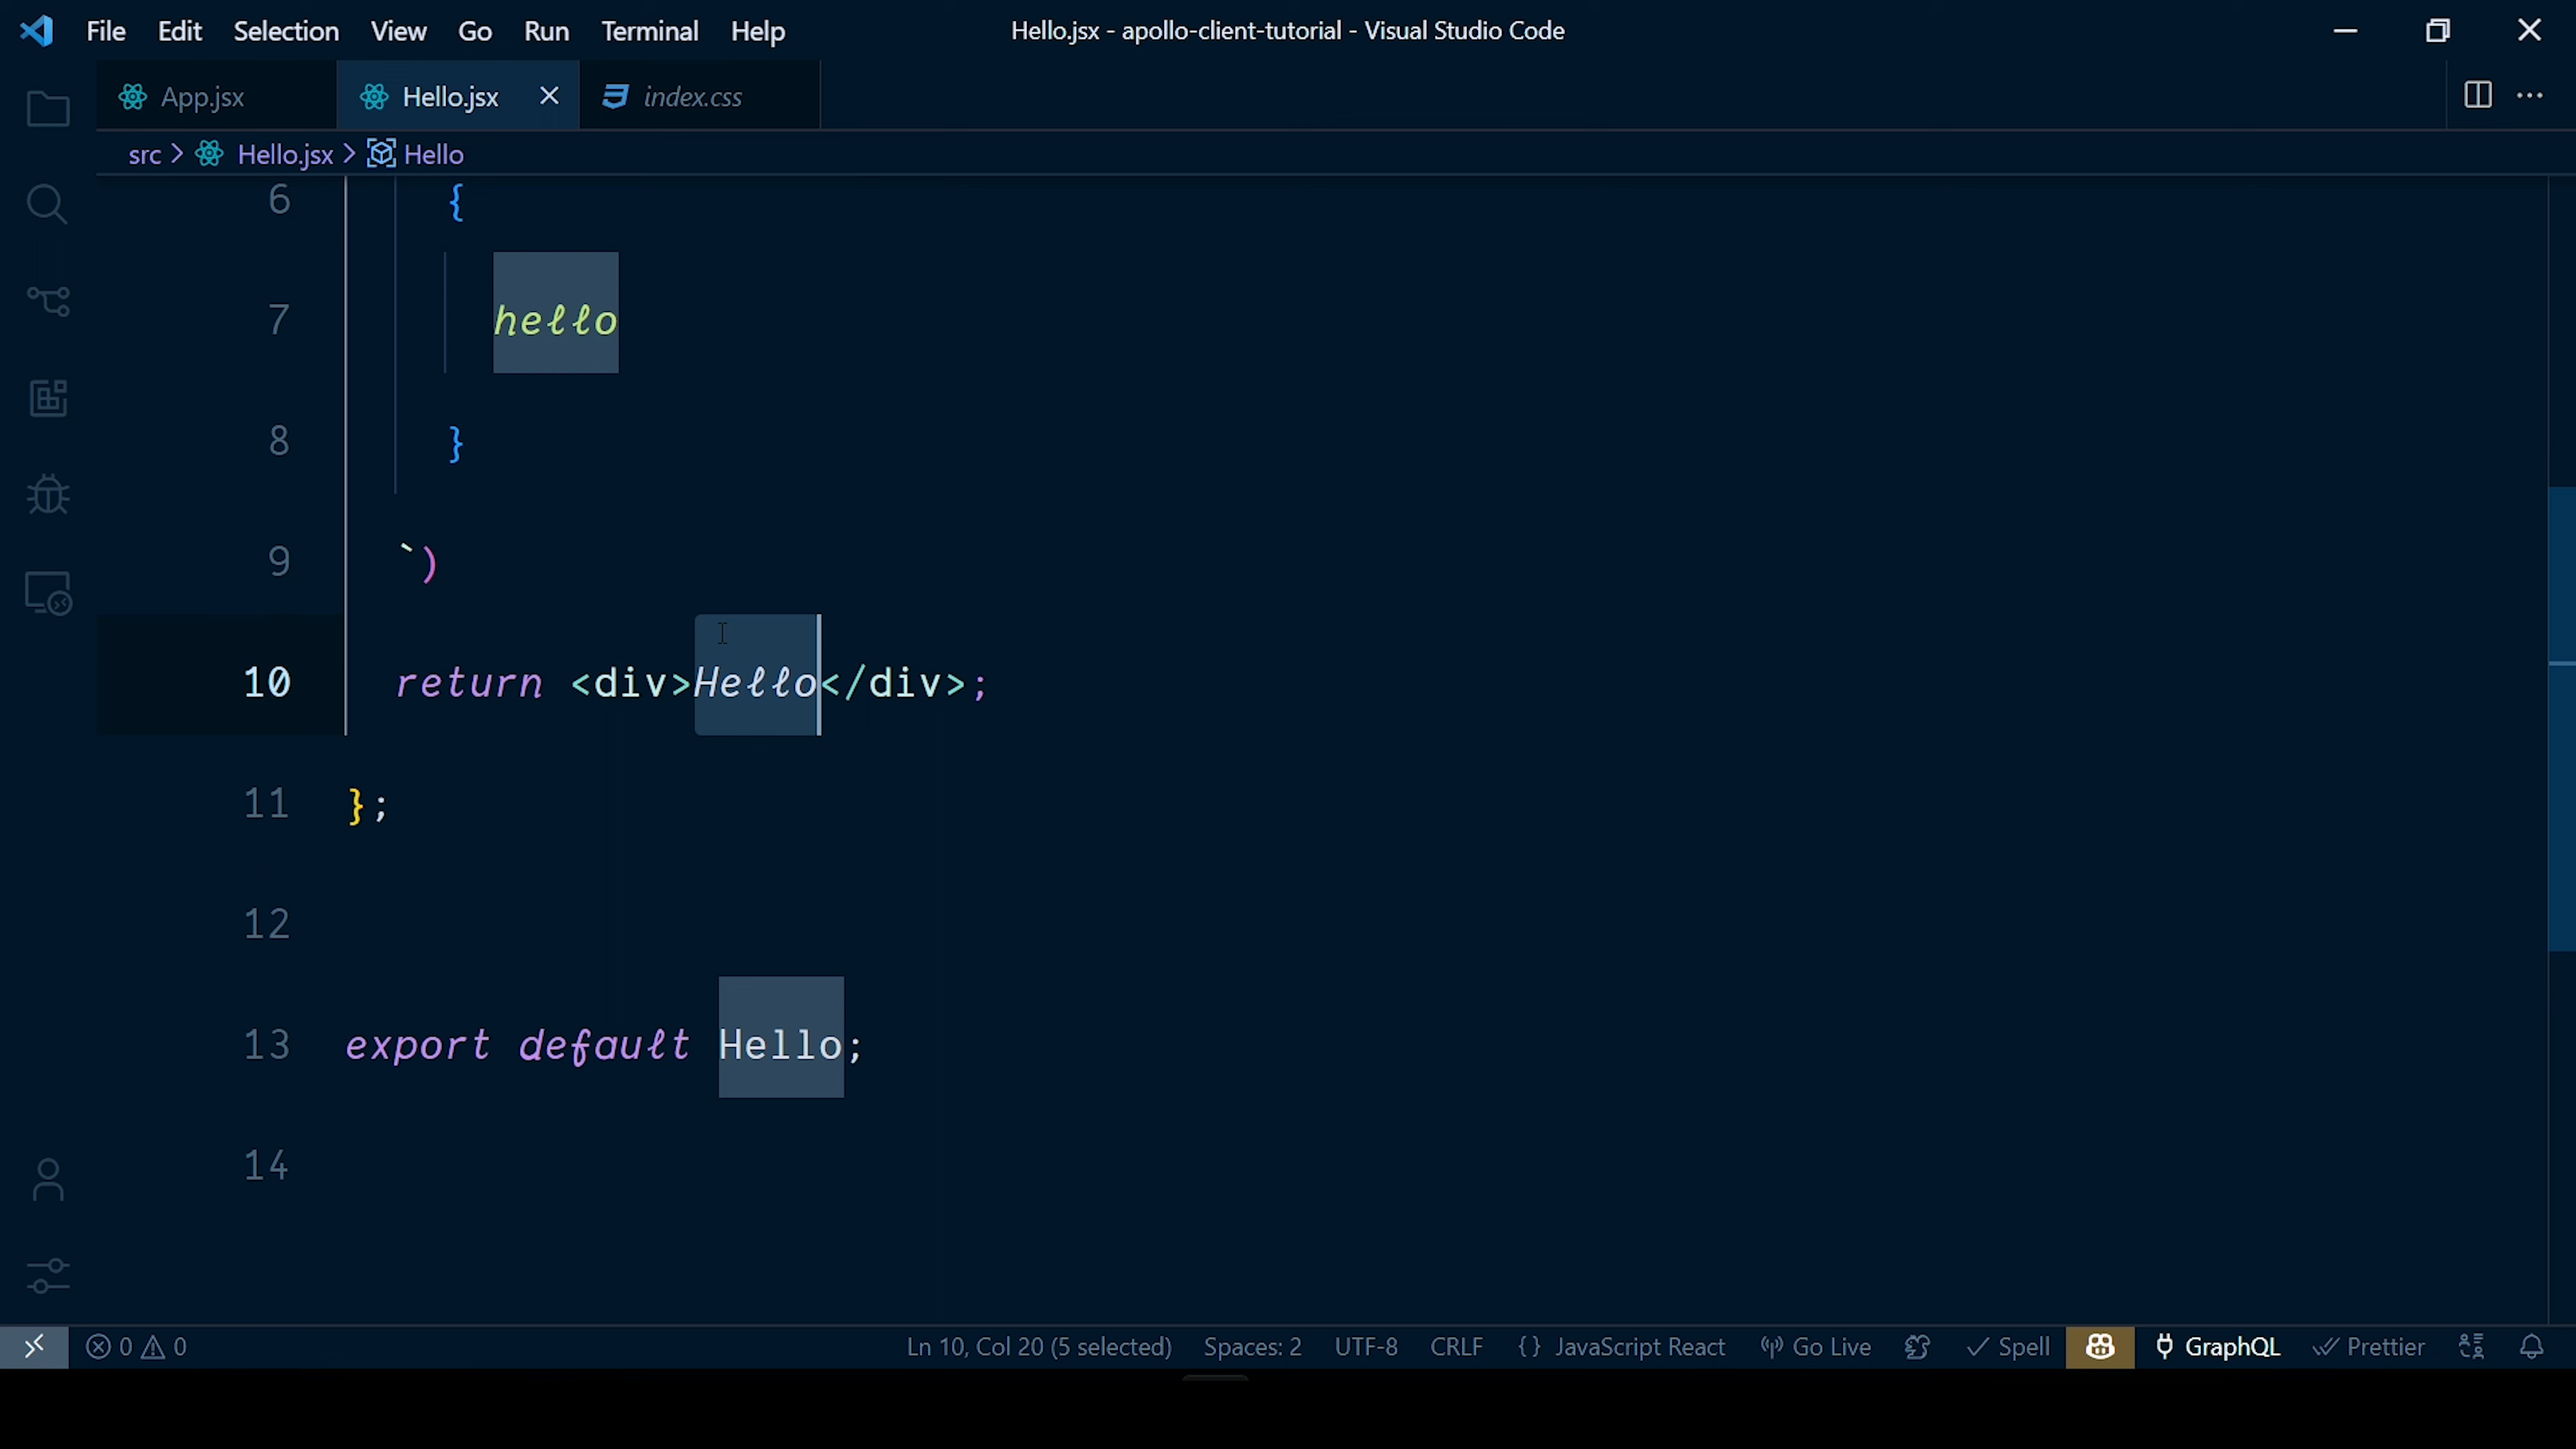 File Edit Selection View Go Run Terminal Help Hello.jsx - apollo-client-tutorial - Visual Studio Code
App.jsx Hello.jsx index.css
src > Hello.jsx > Hello
6 {
7 hello
8 }
9 `)
10 return <div>Hello</div>;
11 };
12
13 export default Hello;
14
0 0 Ln 10, Col 20 (5 selected) Spaces: 2 UTF-8 CRLF {} JavaScript React Go Live Spell GraphQL Prettier